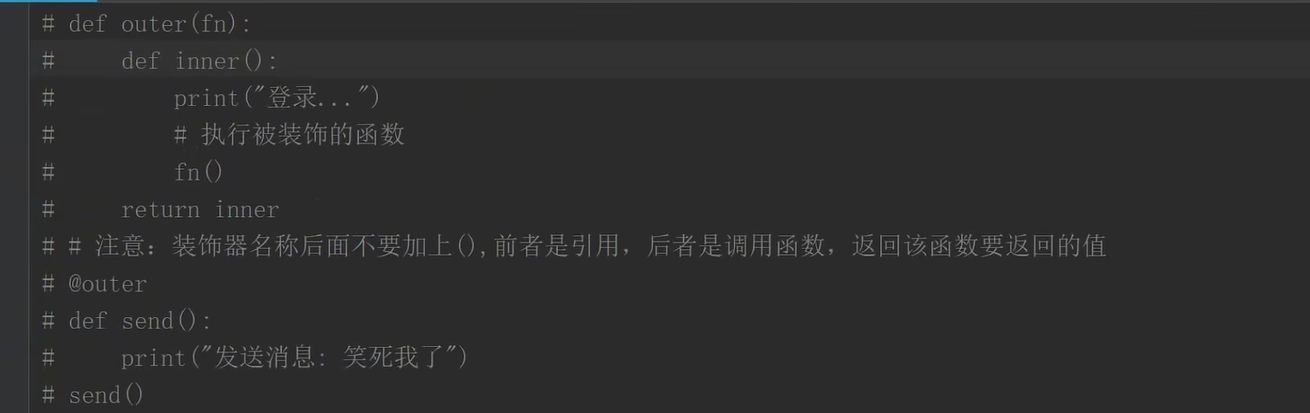 # def outer(fn):
#     def inner():
#         print("登录...")
#         # 执行被装饰的函数
#         fn()
#     return inner
# # 注意：装饰器名称后面不要加上(),前者是引用，后者是调用函数，返回该函数要返回的值
# @outer
# def send():
#     print("发送消息：笑死我了")
# send()